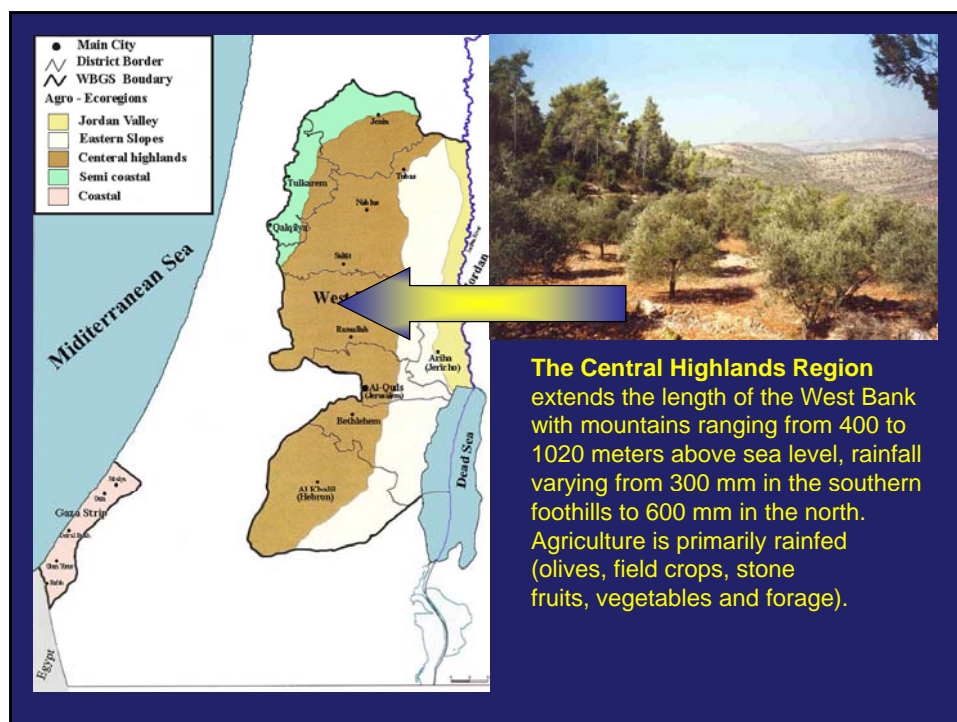 Main City
District Border
WBGS Boudary
Agro - Ecoregions
Jordan Valley
Eastern Slopes
Centeral highlands
Semi coastal
Coastal
Miditerranean Sea
Jenin
Tulkarem
Tubas
Nablus
Qalqilya
Salfit
West
Jordan
Ramallah
Ariha
(Jericho)
Al-Quds
(Jerusalem)
Bethlehem
Dead Sea
Al Khalil
(Hebron)
Gaza
Gaza Strip
Rafah
Egypt
The Central Highlands Region
extends the length of the West Bank
with mountains ranging from 400 to
1020 meters above sea level, rainfall
varying from 300 mm in the southern
foothills to 600 mm in the north.
Agriculture is primarily rainfed
(olives, field crops, stone
fruits, vegetables and forage).